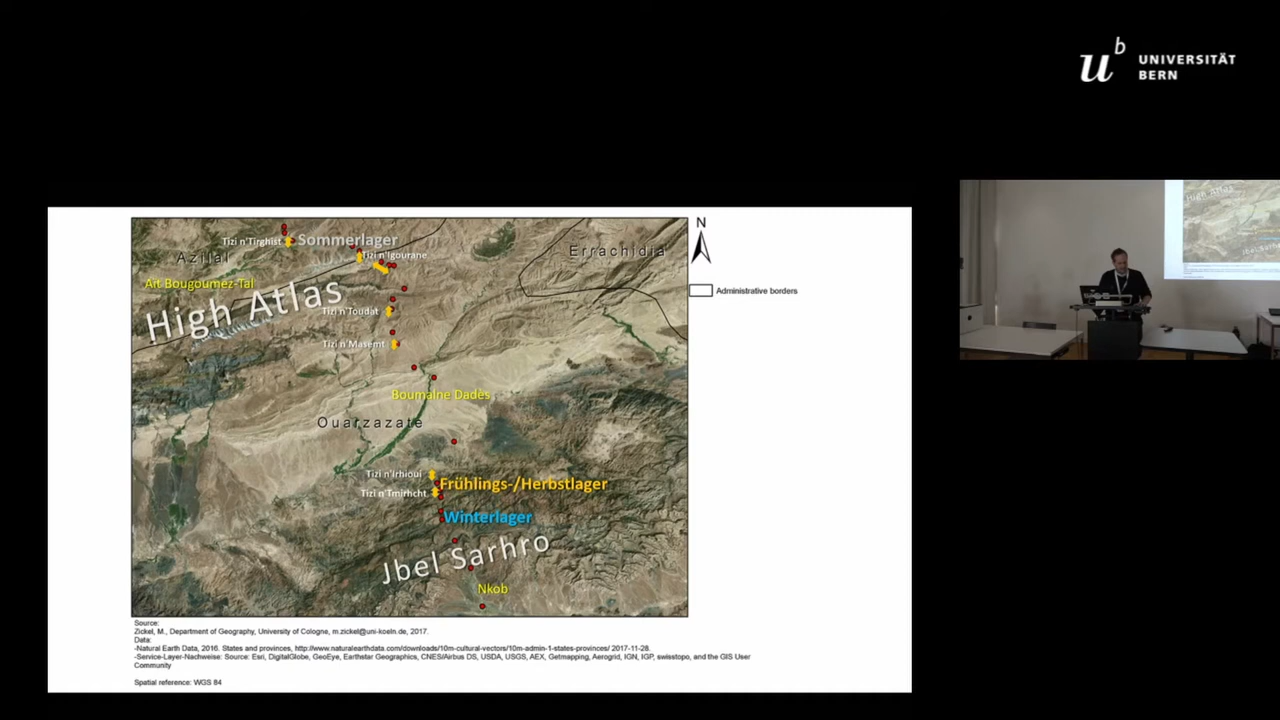 u^b
UNIVERSITÄT
BERN
Tizi n'Tirghist
Sommerlager
Azilal
Tizi n'Igourane
Errachidia
Aït Bougoumez-Tal
High Atlas
Tizi n'Toudat
Tizi n'Masemt
Boumalne Dadès
Ouarzazate
Tizi n'Irhioui
Frühlings-/Herbstlager
Tizi n'Tmirhcht
Winterlager
Jbel Sarhro
Nkob
N
Administrative borders
Source:
Zickel, M., Department of Geography, University of Cologne, m.zickel@uni-koeln.de, 2017.
Data:
-Natural Earth Data, 2016. States and provinces, http://www.naturalearthdata.com/downloads/10m-cultural-vectors/10m-admin-1-states-provinces/ 2017-11-28.
-Service-Layer-Nachweise: Source: Esri, DigitalGlobe, GeoEye, Earthstar Geographics, CNES/Airbus DS, USDA, USGS, AEX, Getmapping, Aerogrid, IGN, IGP, swisstopo, and the GIS User
Community
Spatial reference: WGS 84
High Atlas